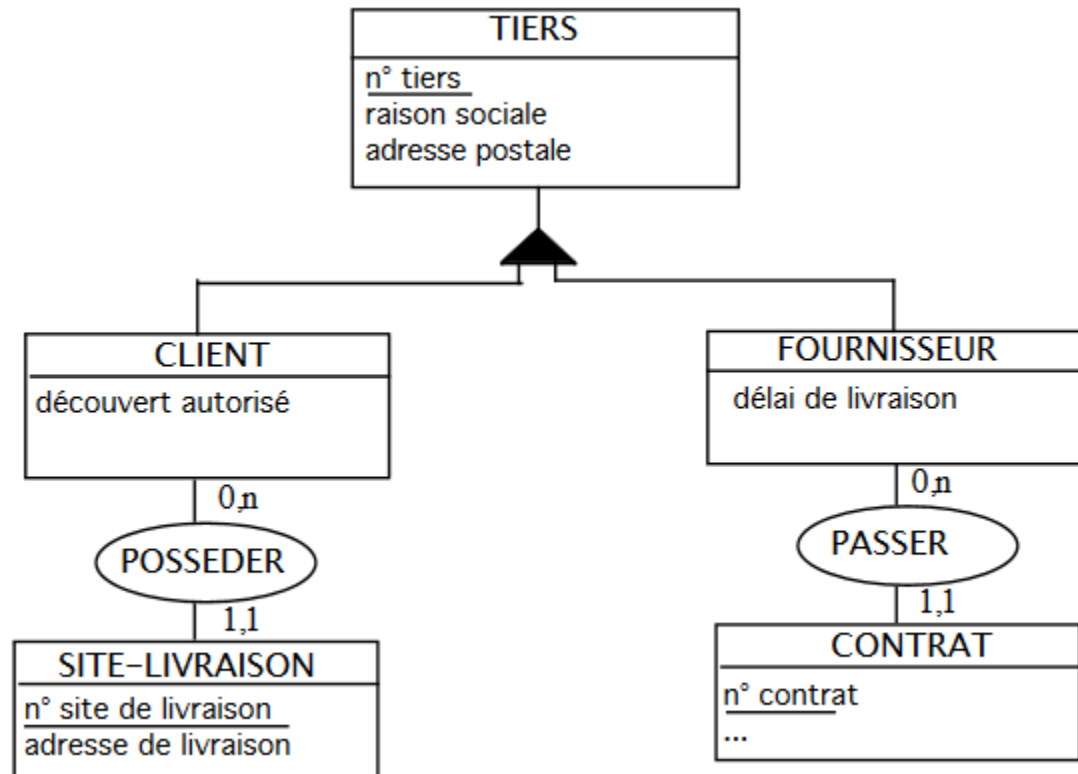 TIERS
n° tiers
raison sociale
adresse postale
CLIENT
découvert autorisé
FOURNISSEUR
délai de livraison
0,n
POSSEDER
1,1
0,n
PASSER
1,1
SITE-LIVRAISON
n° site de livraison
adresse de livraison
CONTRAT
n° contrat
...